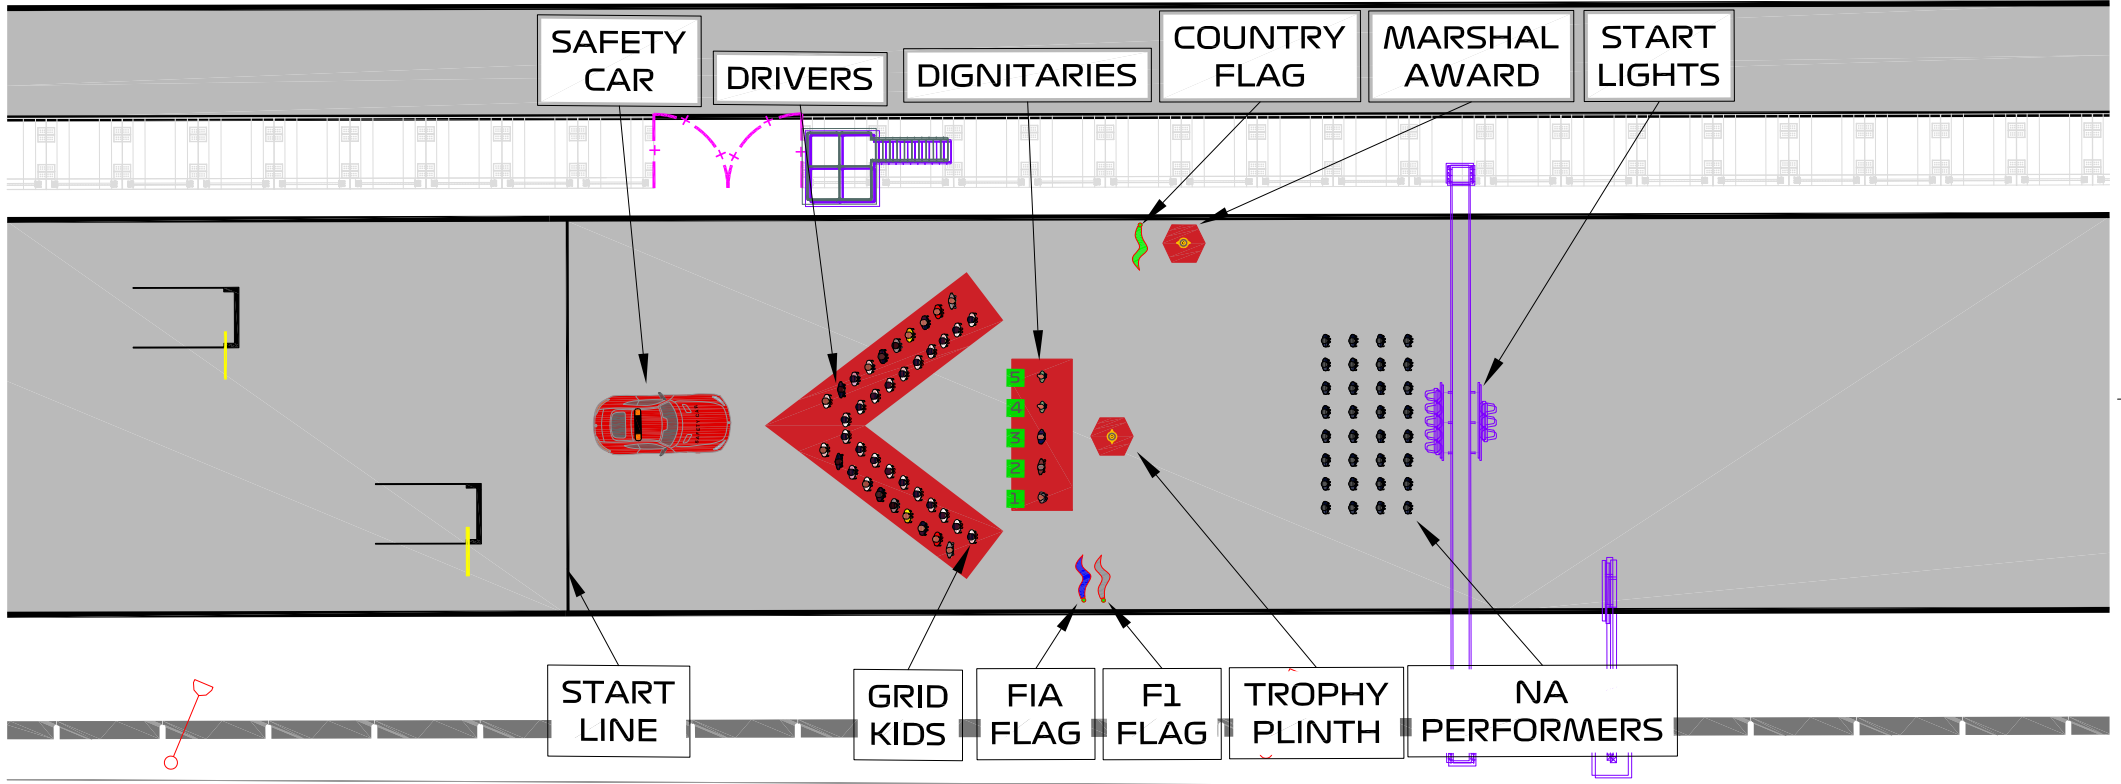 SAFETY
CAR
DRIVERS
DIGNITARIES
COUNTRY
FLAG
MARSHAL
AWARD
START
LIGHTS
5
4
3
2
1
START
LINE
GRID
KIDS
FIA
FLAG
F1
FLAG
TROPHY
PLINTH
NA
PERFORMERS